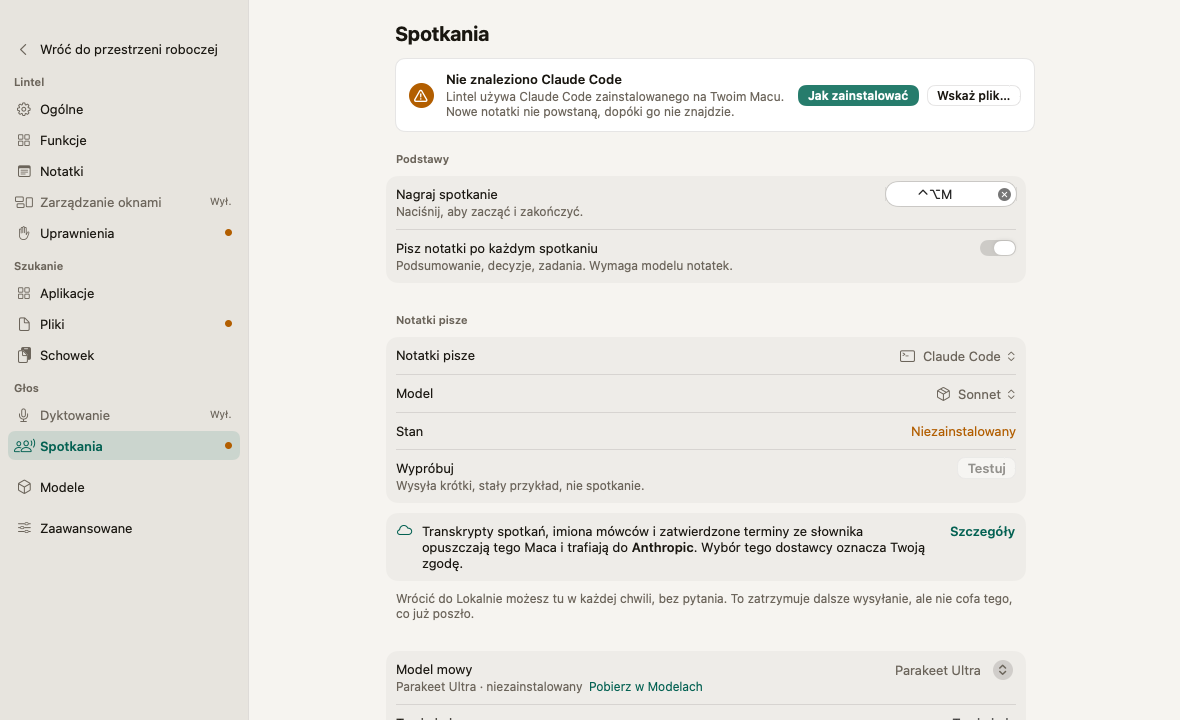 Wróć do przestrzeni roboczej
Lintel
Ogólne
Funkcje
Notatki
Zarządzanie oknami Wył.
Uprawnienia
Szukanie
Aplikacje
Pliki
Schowek
Głos
Dyktowanie Wył.
Spotkania
Modele
Zaawansowane
Spotkania
Nie znaleziono Claude Code
Lintel używa Claude Code zainstalowanego na Twoim Macu.
Nowe notatki nie powstaną, dopóki go nie znajdzie.
Jak zainstalować
Wskaż plik...
Podstawy
Nagraj spotkanie
Naciśnij, aby zacząć i zakończyć.
^⌥M
Pisz notatki po każdym spotkaniu
Podsumowanie, decyzje, zadania. Wymaga modelu notatek.
Notatki pisze
Notatki pisze Claude Code
Model Sonnet
Stan Niezainstalowany
Wypróbuj
Wysyła krótki, stały przykład, nie spotkanie.
Testuj
Transkrypty spotkań, imiona mówców i zatwierdzone terminy ze słownika
opuszczają tego Maca i trafiają do Anthropic. Wybór tego dostawcy oznacza Twoją
zgodę.
Szczegóły
Wrócić do Lokalnie możesz tu w każdej chwili, bez pytania. To zatrzymuje dalsze wysyłanie, ale nie cofa tego,
co już poszło.
Model mowy
Parakeet Ultra · niezainstalowany Pobierz w Modelach
Parakeet Ultra